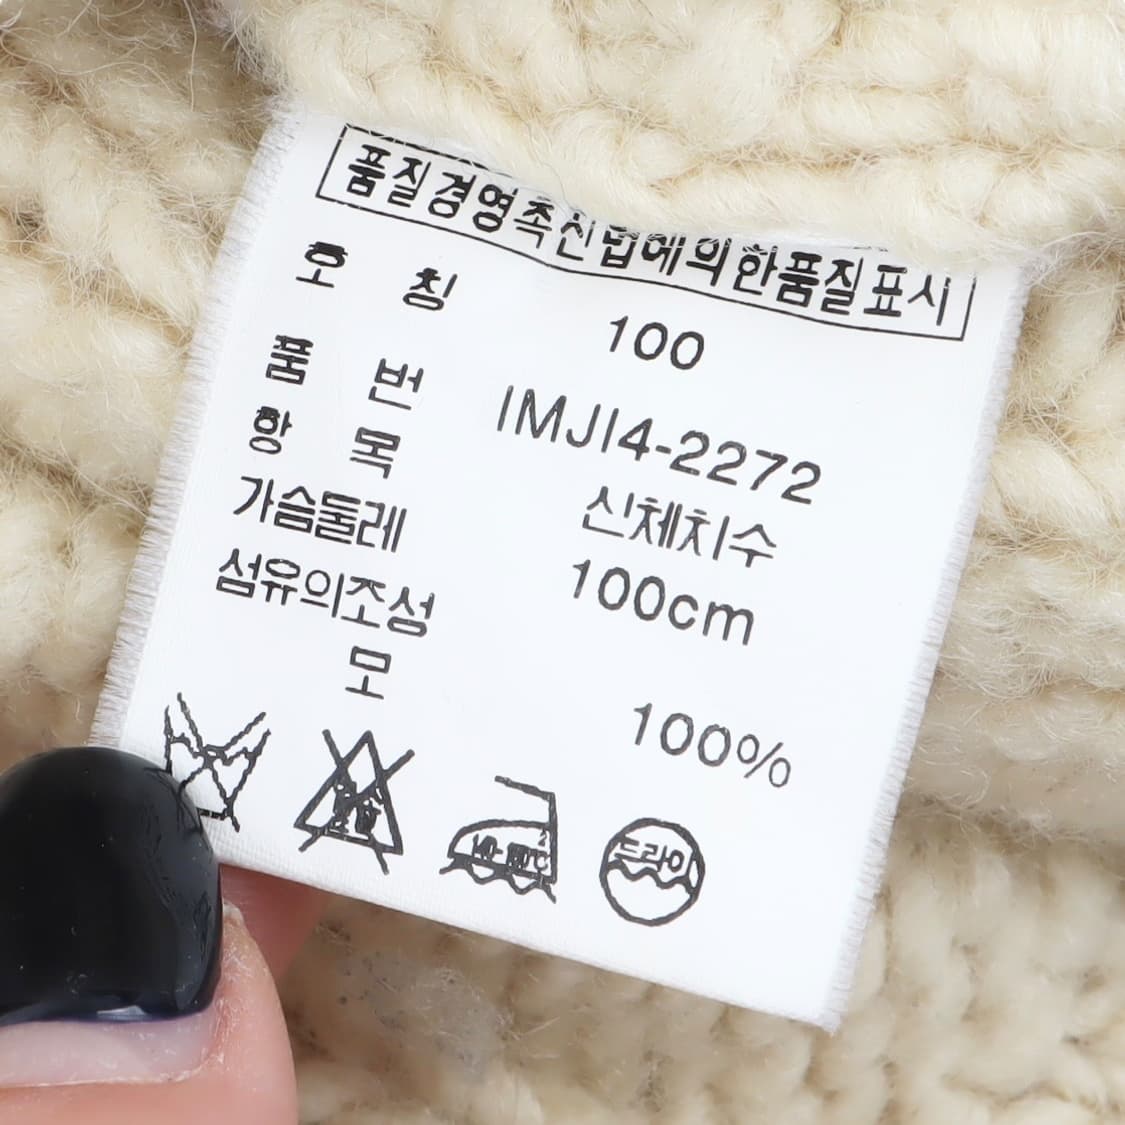 품질경영촉진법에의한품질표시
호 칭 100
품 번 IMJI4-2272
항 목 신체치수
가슴둘레 100cm
섬유의조성
모 100%
드라이